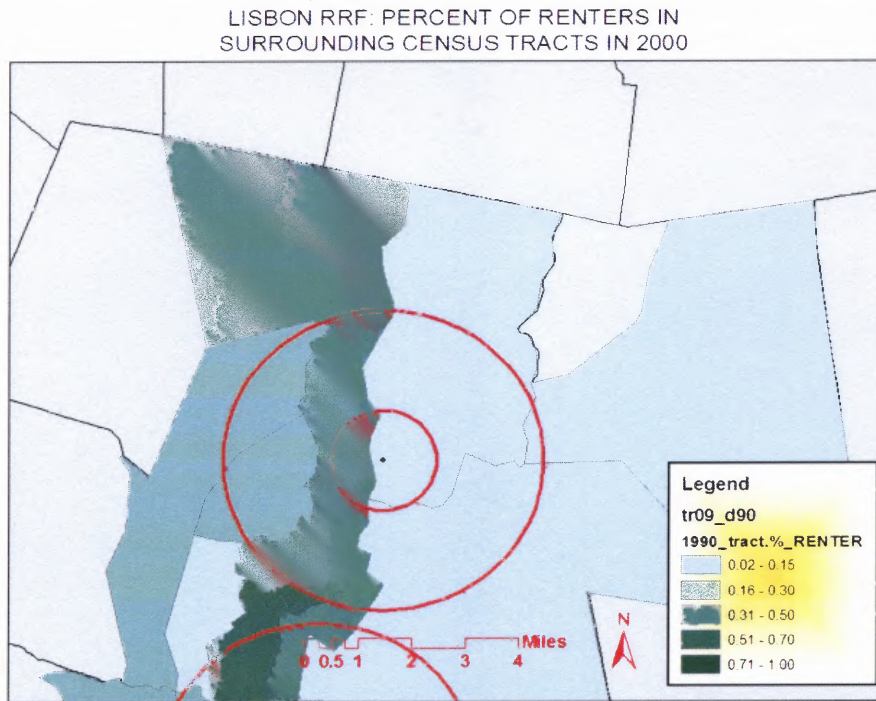 LISBON RRF: PERCENT OF RENTERS IN
SURROUNDING CENSUS TRACTS IN 2000
Legend
tr09_d90
1990_tract.%_RENTER
0.02 - 0.15
0.16 - 0.30
0.31 - 0.50
0.51 - 0.70
0.71 - 1.00
N
Miles
0 0.5 1 2 3 4